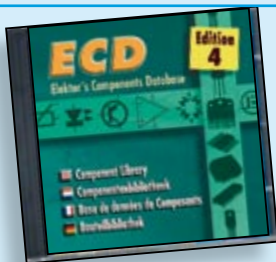 ECD
Edition
4
Elektor's Components Database
Component Library
Componentenbibliotheek
Base de données de Composants
Bauteilbibliothek